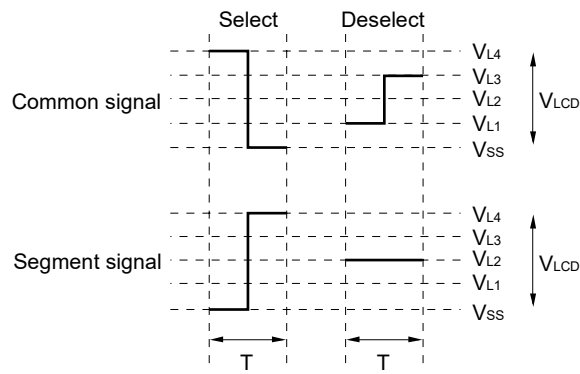 Select Deselect
VL4
VL3
Common signal VL2 VLCD
VL1
VSS
VL4
VL3
Segment signal VL2 VLCD
VL1
VSS
T T